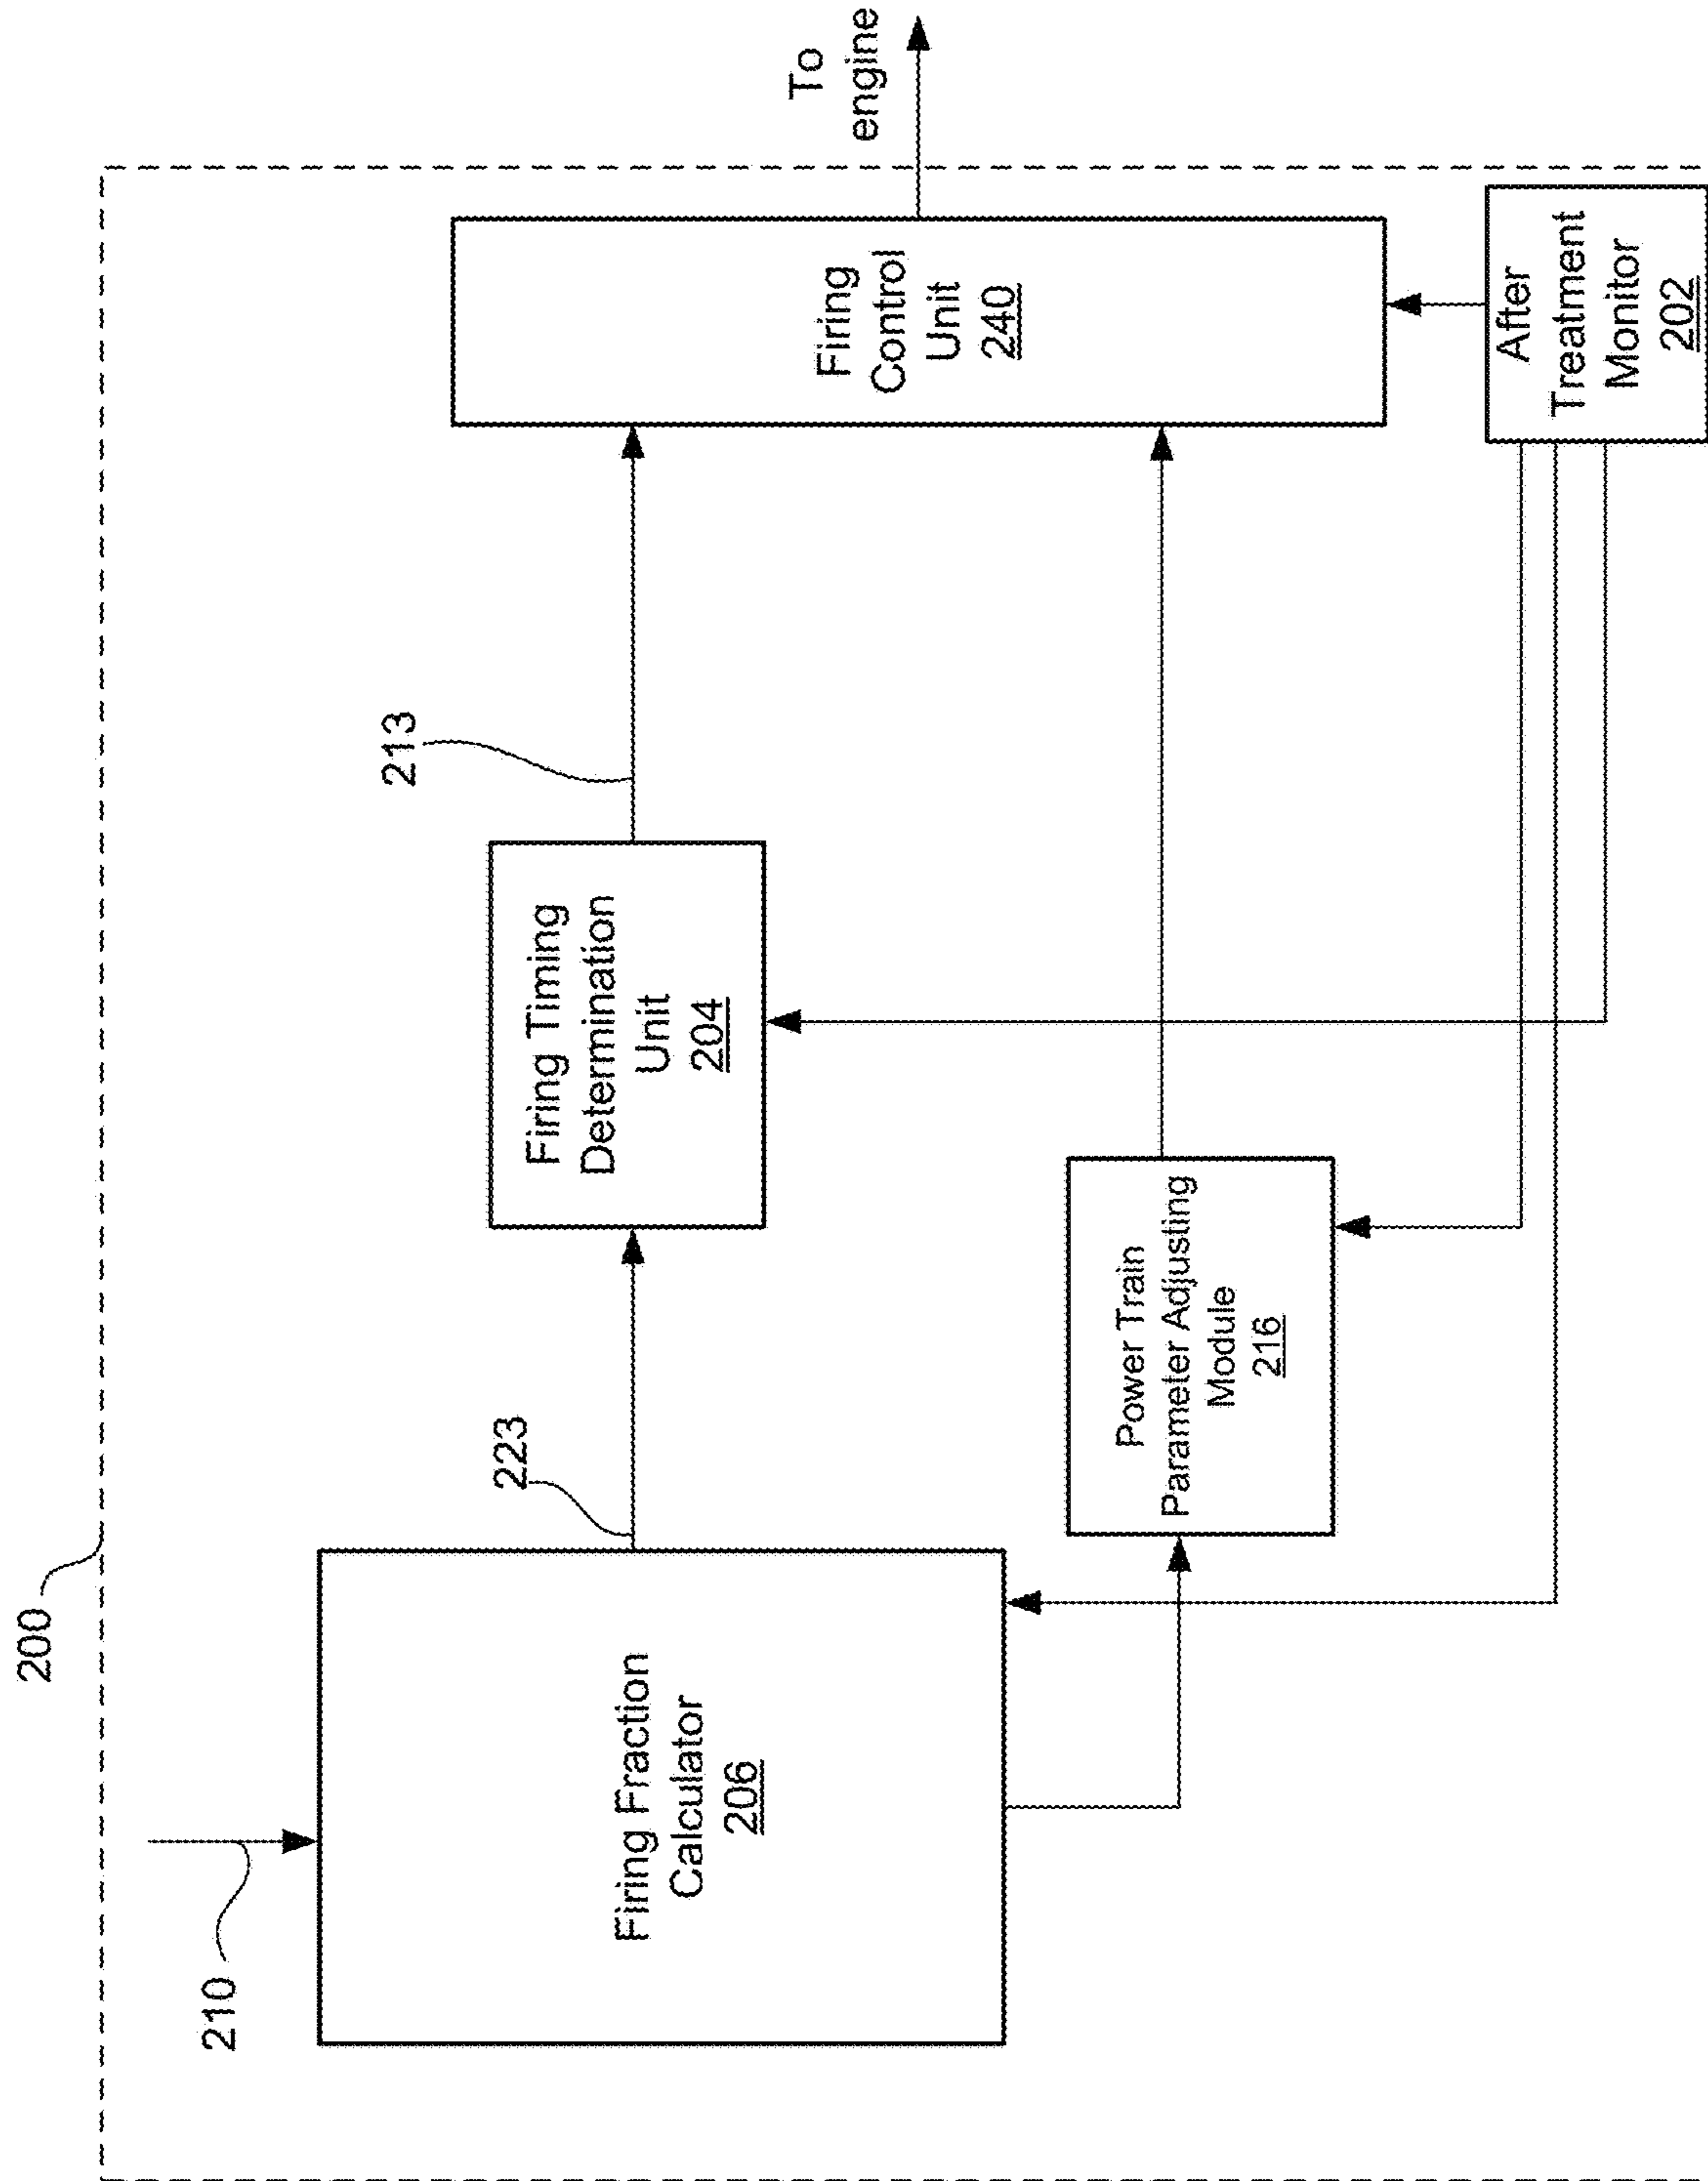 200
210
Firing Fraction
Calculator
206
223
Firing Timing
Determination
Unit
204
213
Power Train
Parameter Adjusting
Module
216
Firing
Control
Unit
240
To
engine
After
Treatment
Monitor
202